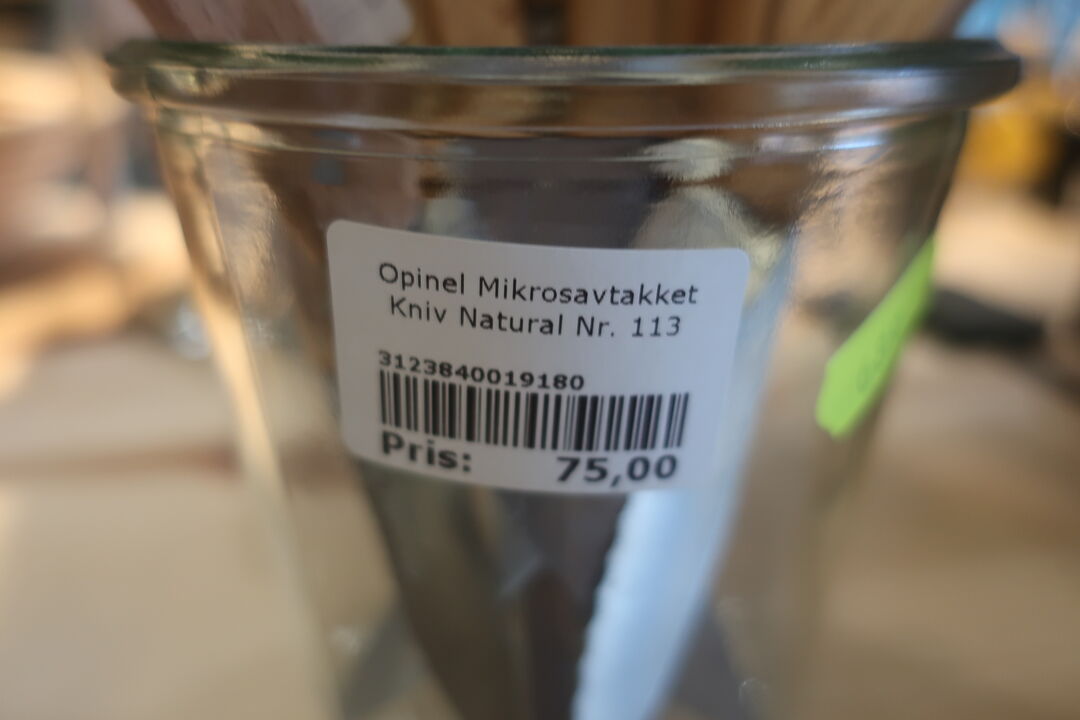 Opinel Mikrosavtakket
Kniv Natural Nr. 113
3123840019180
Pris: 75,00